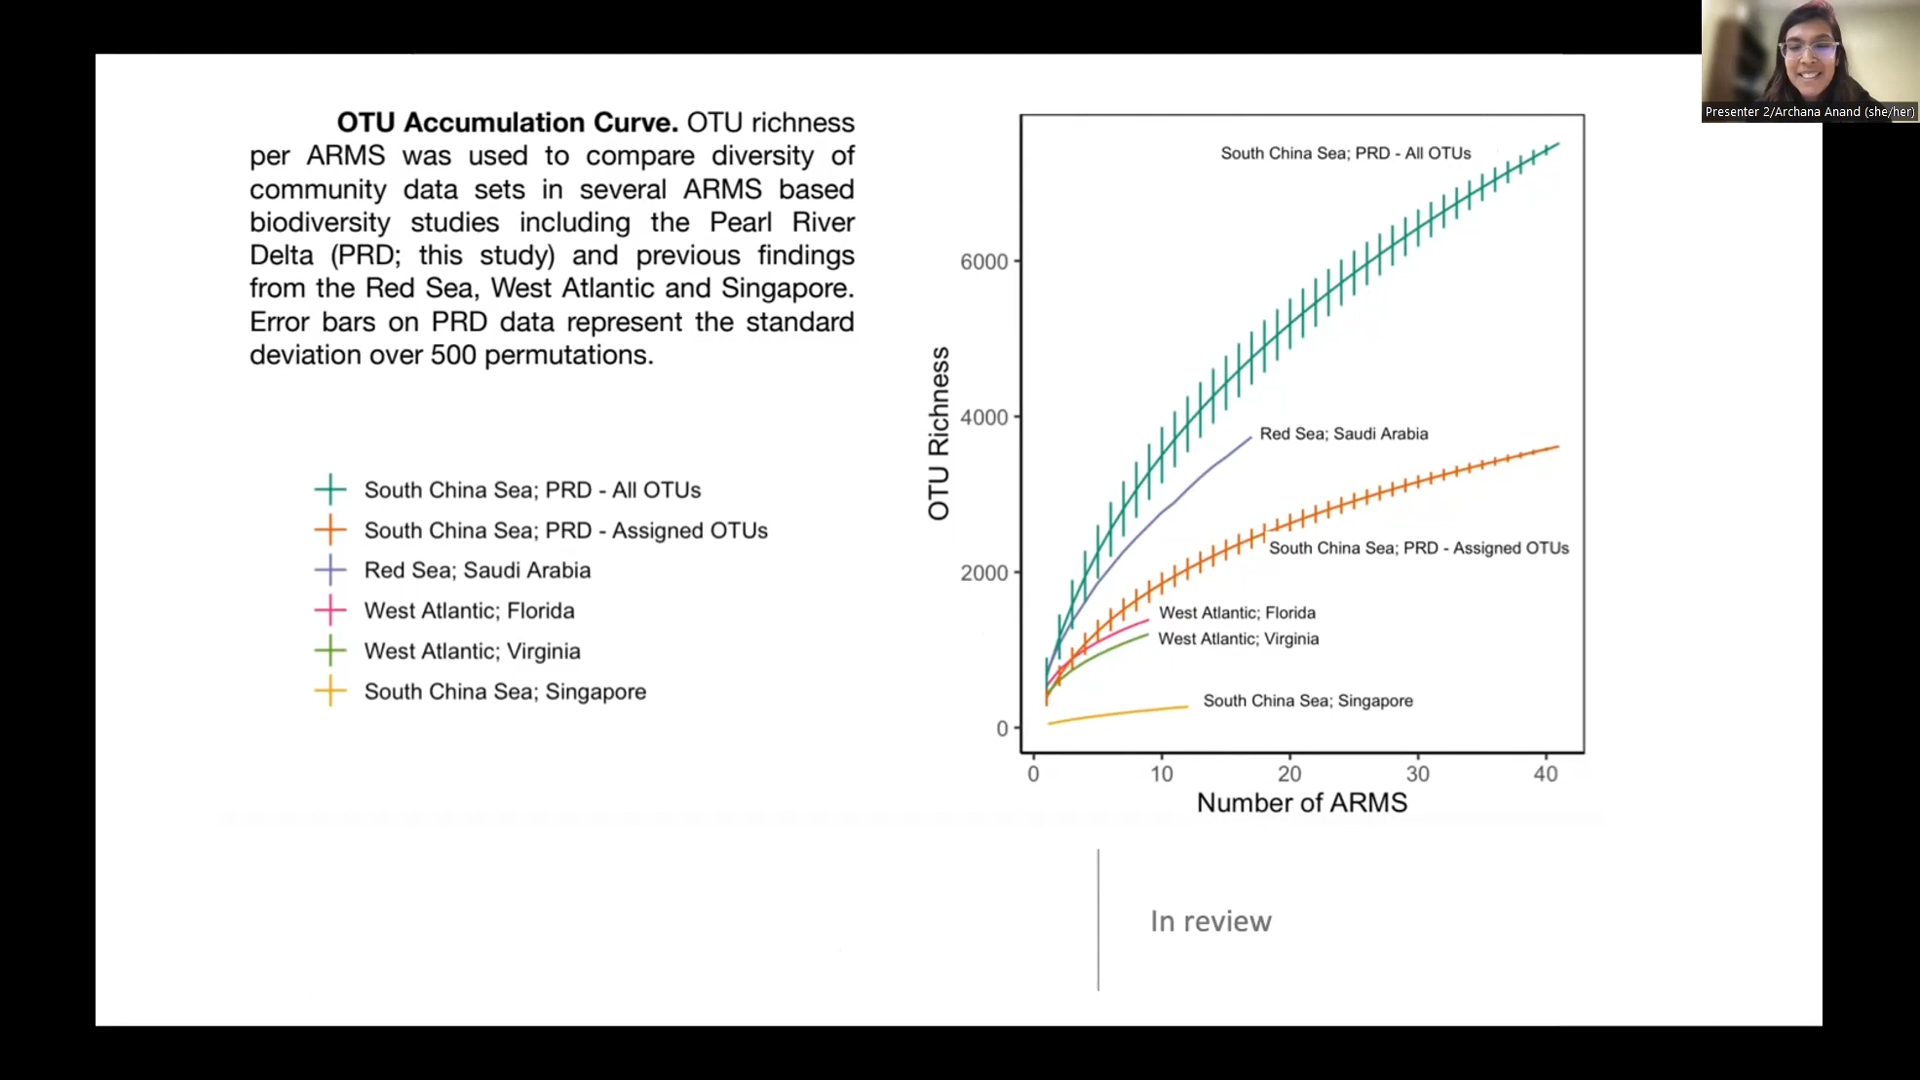 Presenter 2/Archana Anand (she/her)
OTU Accumulation Curve. OTU richness
per ARMS was used to compare diversity of
community data sets in several ARMS based
biodiversity studies including the Pearl River
Delta (PRD; this study) and previous findings
from the Red Sea, West Atlantic and Singapore.
Error bars on PRD data represent the standard
deviation over 500 permutations.
South China Sea; PRD - All OTUs
South China Sea; PRD - Assigned OTUs
Red Sea; Saudi Arabia
West Atlantic; Florida
West Atlantic; Virginia
South China Sea; Singapore
OTU Richness
6000
4000
2000
0
South China Sea; PRD - All OTUs
Red Sea; Saudi Arabia
South China Sea; PRD - Assigned OTUs
West Atlantic; Florida
West Atlantic; Virginia
South China Sea; Singapore
0 10 20 30 40
Number of ARMS
In review